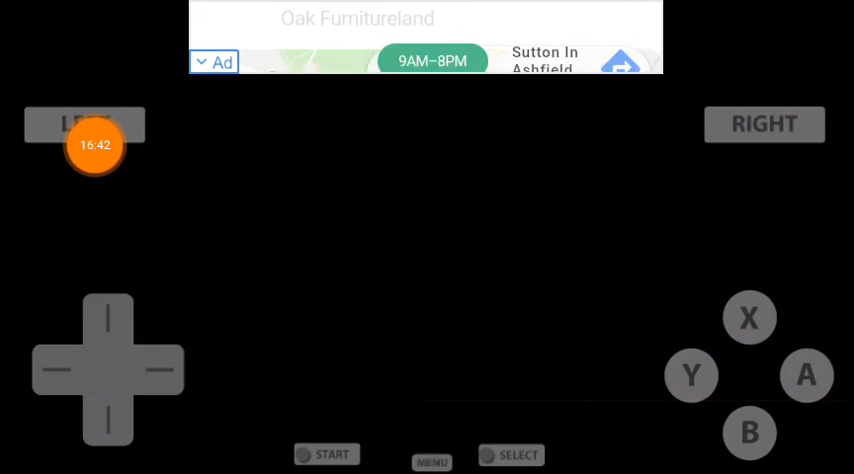 Oak Furnitureland
Ad
9AM–8PM
Sutton In
Ashfield
RIGHT
16:42
X
Y
A
B
START
MENU
SELECT